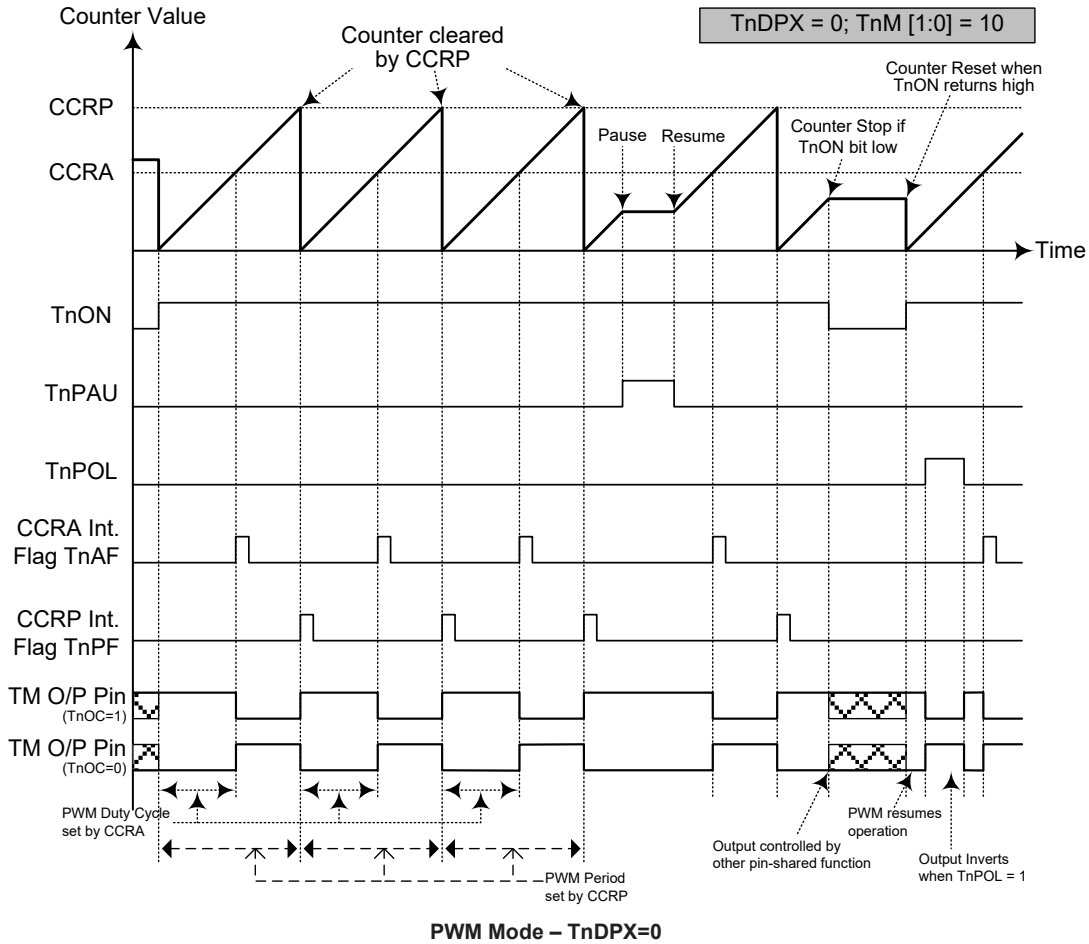 Counter Value
TnDPX = 0; TnM [1:0] = 10
Counter cleared
by CCRP
Counter Reset when
TnON returns high
CCRP
Pause
Resume
Counter Stop if
TnON bit low
CCRA
Time
TnON
TnPAU
TnPOL
CCRA Int.
Flag TnAF
CCRP Int.
Flag TnPF
TM O/P Pin
(TnOC=1)
TM O/P Pin
(TnOC=0)
PWM Duty Cycle
set by CCRA
PWM resumes
operation
Output controlled by
other pin-shared function
Output Inverts
when TnPOL = 1
PWM Period
set by CCRP
PWM Mode – TnDPX=0